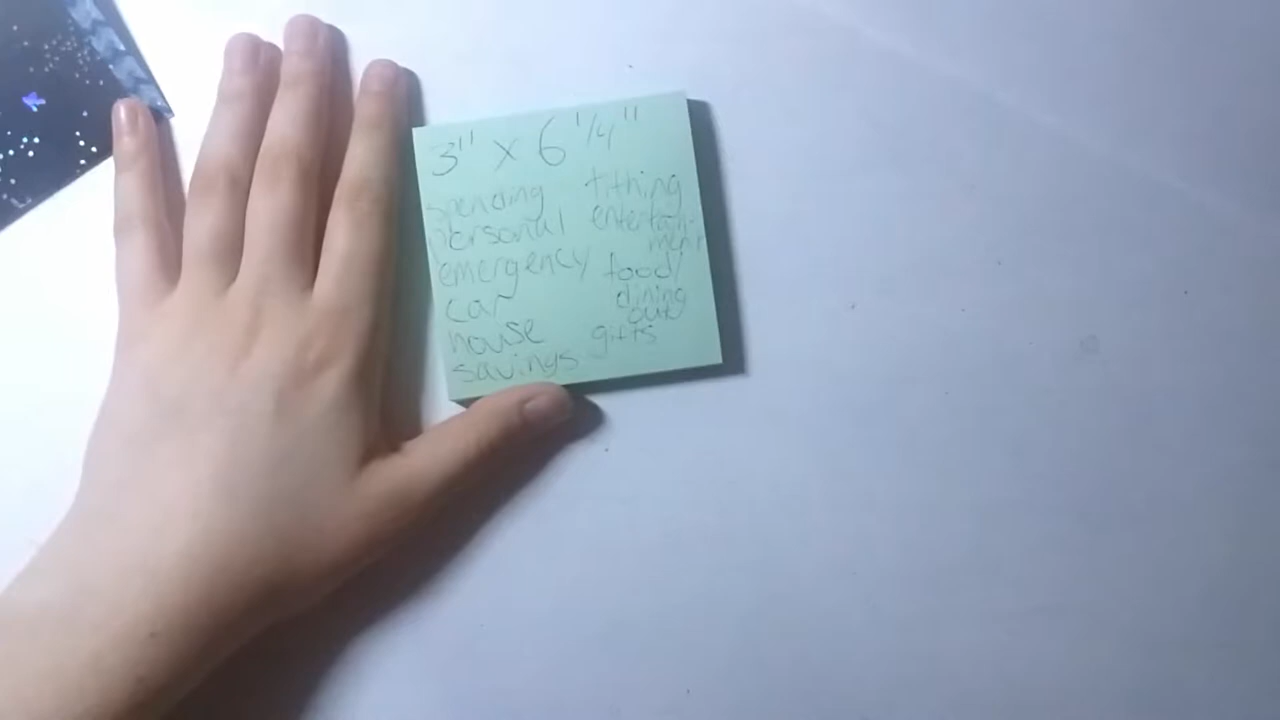 3" x 6 1/4"
spending
personal
emergency
car
house
savings
tithing
entertain-
ment
food/
dining
out
gifts